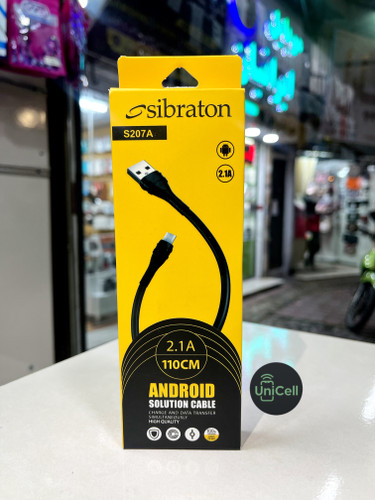 sibraton
S207A
2.1A
2.1A
110CM
ANDROID
SOLUTION CABLE
CHARGE AND DATA TRANSFER
SIMULTANEOUSLY
HIGH QUALITY
UniCell